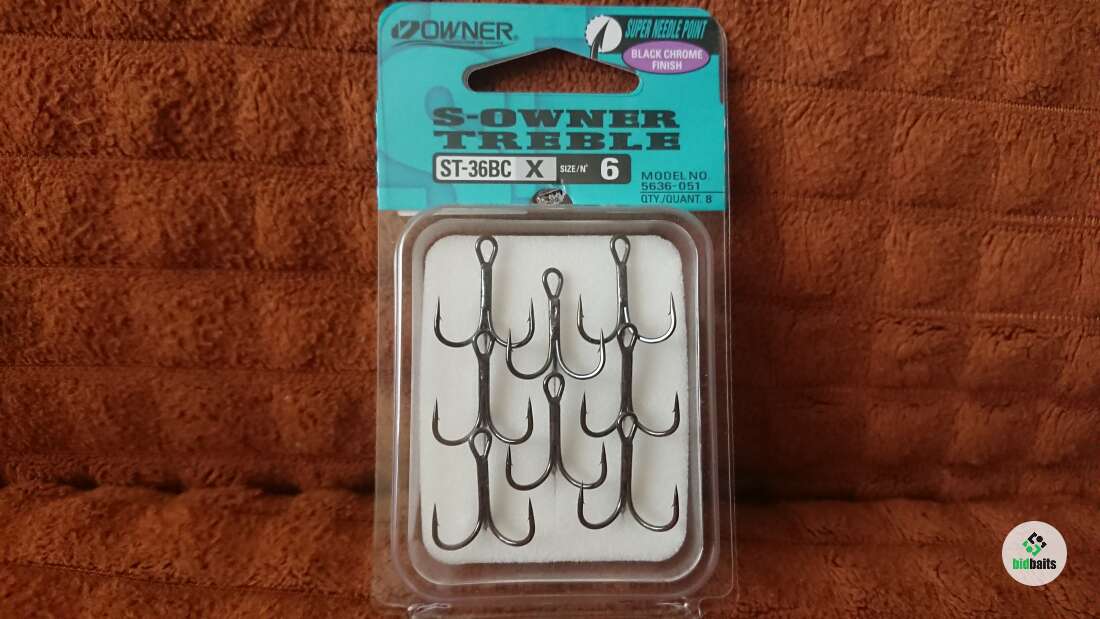 OWNER®
SUPER NEEDLE POINT
BLACK CHROME
FINISH
S-OWNER
TREBLE
ST-36BC X SIZE/N° 6
MODEL NO.
5636-051
QTY./QUANT. 8
bidbaits